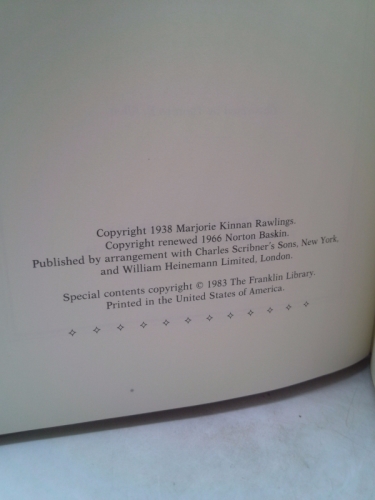 Copyright 1938 Marjorie Kinnan Rawlings.
Copyright renewed 1966 Norton Baskin.
Published by arrangement with Charles Scribner's Sons, New York,
and William Heinemann Limited, London.
Special contents copyright © 1983 The Franklin Library.
Printed in the United States of America.